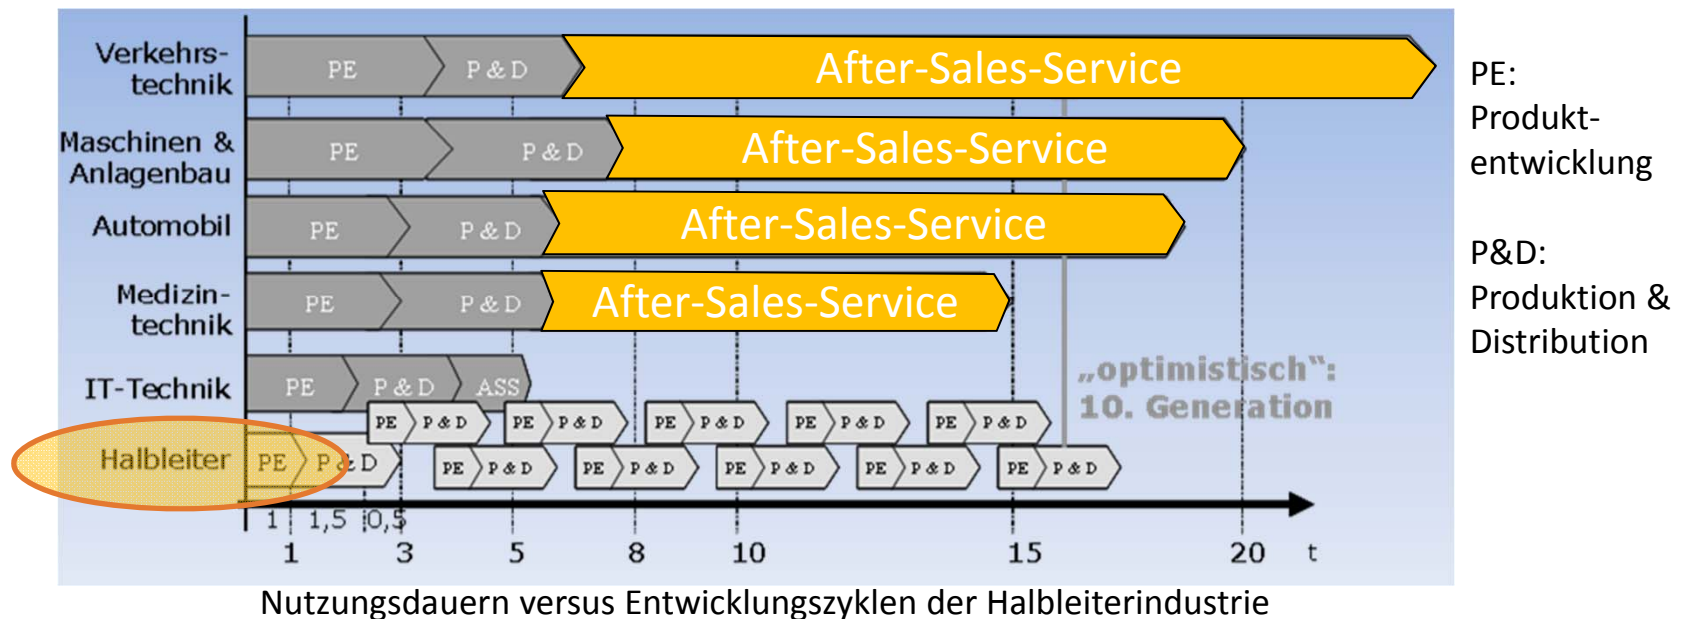 Verkehrs-
technik
PE
P & D
After-Sales-Service
Maschinen &
Anlagenbau
PE
P & D
After-Sales-Service
Automobil
PE
P & D
After-Sales-Service
Medizin-
technik
PE
P & D
After-Sales-Service
IT-Technik
PE
P & D
ASS
„optimistisch“:
10. Generation
PE P & D
PE P & D
PE P & D
PE P & D
PE P & D
Halbleiter
PE P & D
PE P & D
PE P & D
PE P & D
PE P & D
PE P & D
1 1,5 0,5
1 3 5 8 10 15 20 t
PE:
Produkt-
entwicklung
P&D:
Produktion &
Distribution
Nutzungsdauern versus Entwicklungszyklen der Halbleiterindustrie